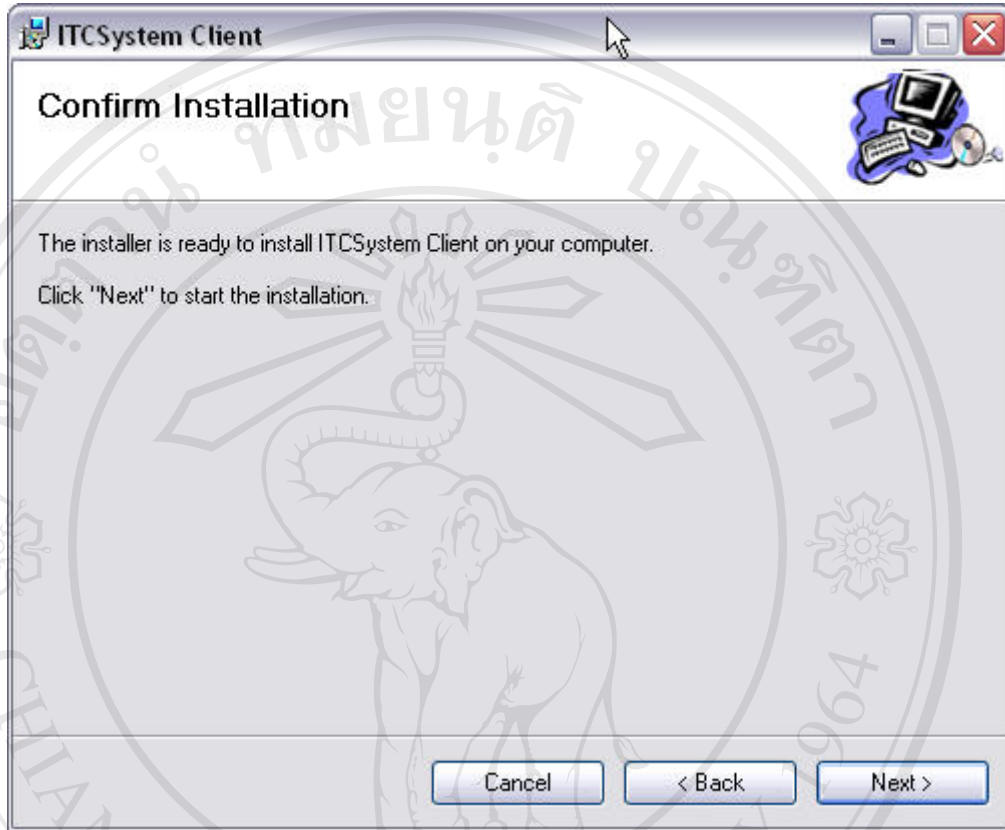 ITCSystem Client
Confirm Installation
The installer is ready to install ITCSystem Client on your computer.
Click "Next" to start the installation.
Cancel
< Back
Next >
1964